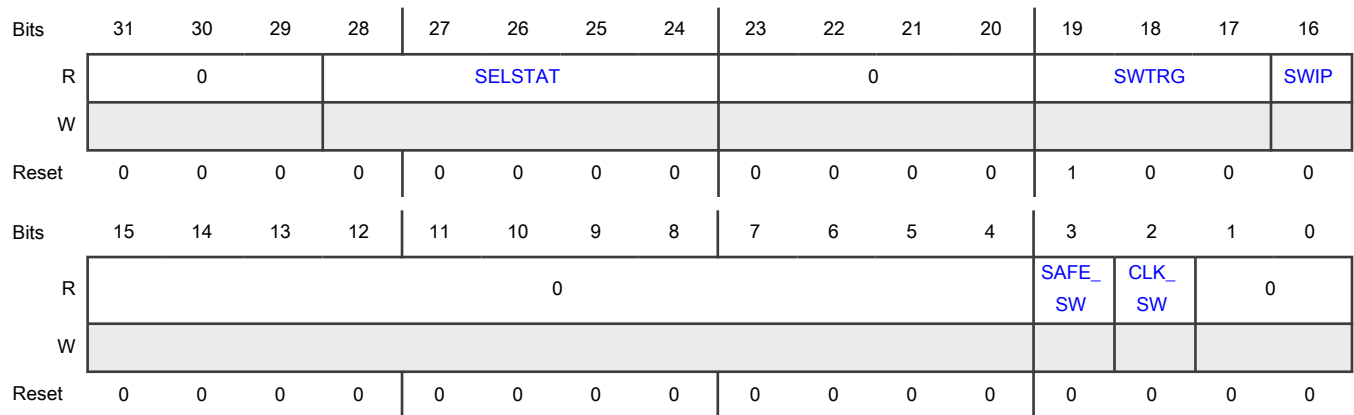 Bits 31 30 29 28 27 26 25 24 23 22 21 20 19 18 17 16
R 0 SELSTAT 0 SWTRG SWIP
W
Reset 0 0 0 0 0 0 0 0 0 0 0 0 1 0 0 0
Bits 15 14 13 12 11 10 9 8 7 6 5 4 3 2 1 0
R 0 SAFE_ SW CLK_ SW 0
W
Reset 0 0 0 0 0 0 0 0 0 0 0 0 0 0 0 0